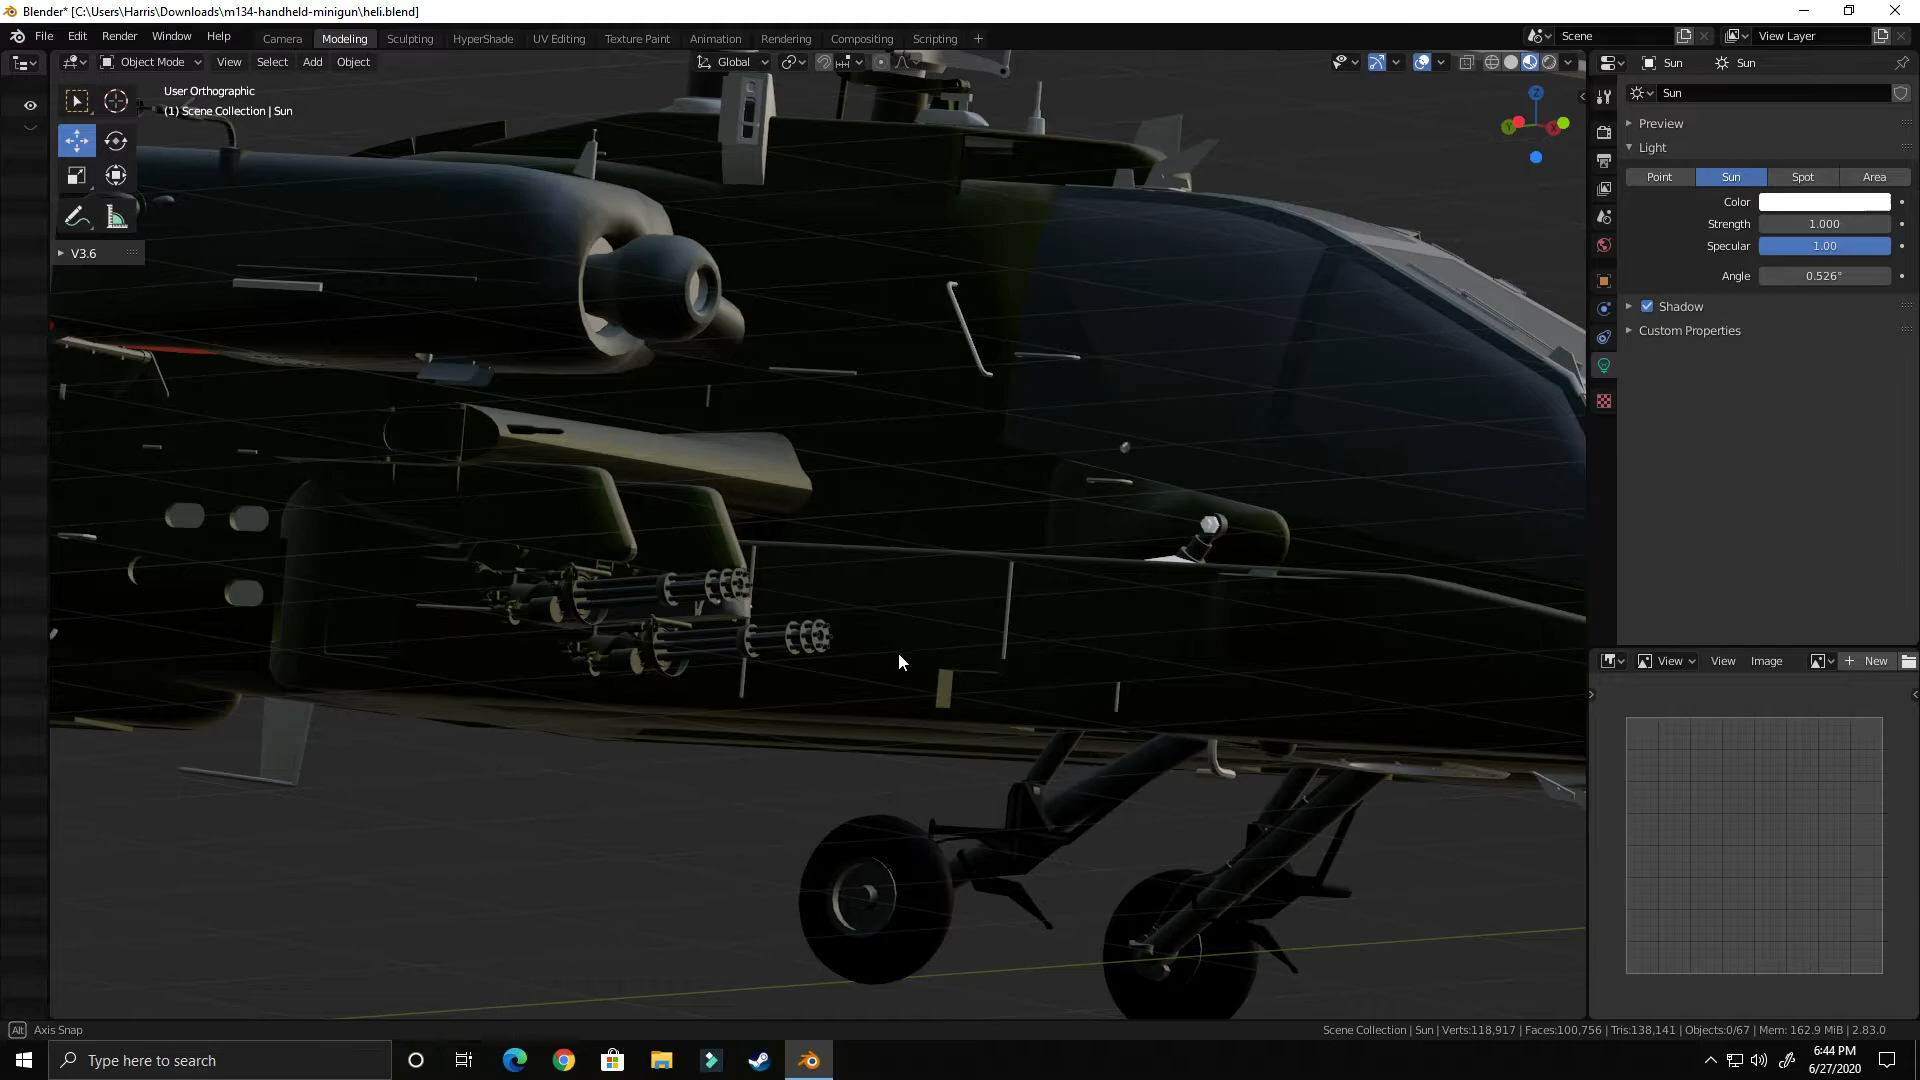 Blender* [C:\Users\Harris\Downloads\m134-handheld-minigun\heli.blend]
File Edit Render Window Help
Camera Modeling Sculpting HyperShade UV Editing Texture Paint Animation Rendering Compositing Scripting +
Scene
View Layer
Object Mode View Select Add Object
Global
Sun Sun
User Orthographic
(1) Scene Collection | Sun
Z
Y
X
V3.6
Sun
Preview
Light
Point Sun Spot Area
Color
Strength 1.000
Specular 1.00
Angle 0.526°
Shadow
Custom Properties
View View Image + New
Alt Axis Snap
Scene Collection | Sun | Verts:118,917 | Faces:100,756 | Tris:138,141 | Objects:0/67 | Mem: 162.9 MiB | 2.83.0
Type here to search
6:44 PM
6/27/2020